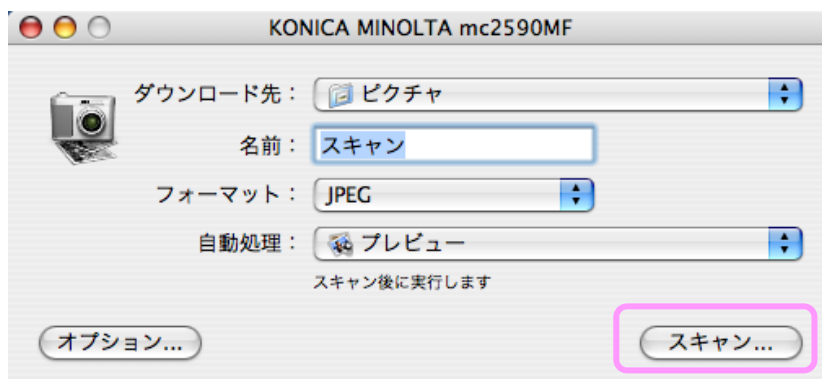 KONICA MINOLTA mc2590MF
ダウンロード先： ピクチャ
名前： スキャン
フォーマット： JPEG
自動処理： プレビュー
スキャン後に実行します
オプション... スキャン...